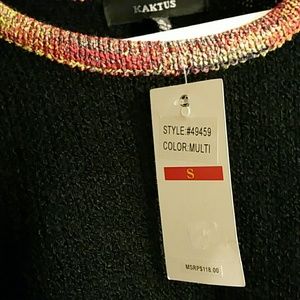 KAKTUS
STYLE:#49459
COLOR:MULTI
S
MSRP$118.00